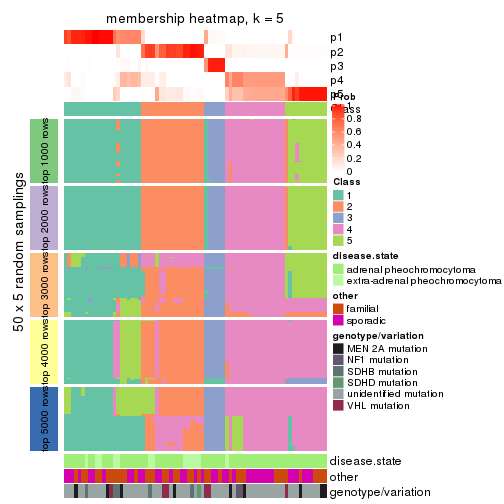 membership heatmap, k = 5
p1
p2
p3
p4
p5
Prob
1
0.8
0.6
0.4
0.2
0
Class
Class
1
2
3
4
5
disease.state
adrenal pheochromocytoma
extra-adrenal pheochromocytoma
other
familial
sporadic
genotype/variation
MEN 2A mutation
NF1 mutation
SDHB mutation
SDHD mutation
unidentified mutation
VHL mutation
50 x 5 random samplings
top 1000 rows
top 2000 rows
top 3000 rows
top 4000 rows
top 5000 rows
disease.state
other
genotype/variation